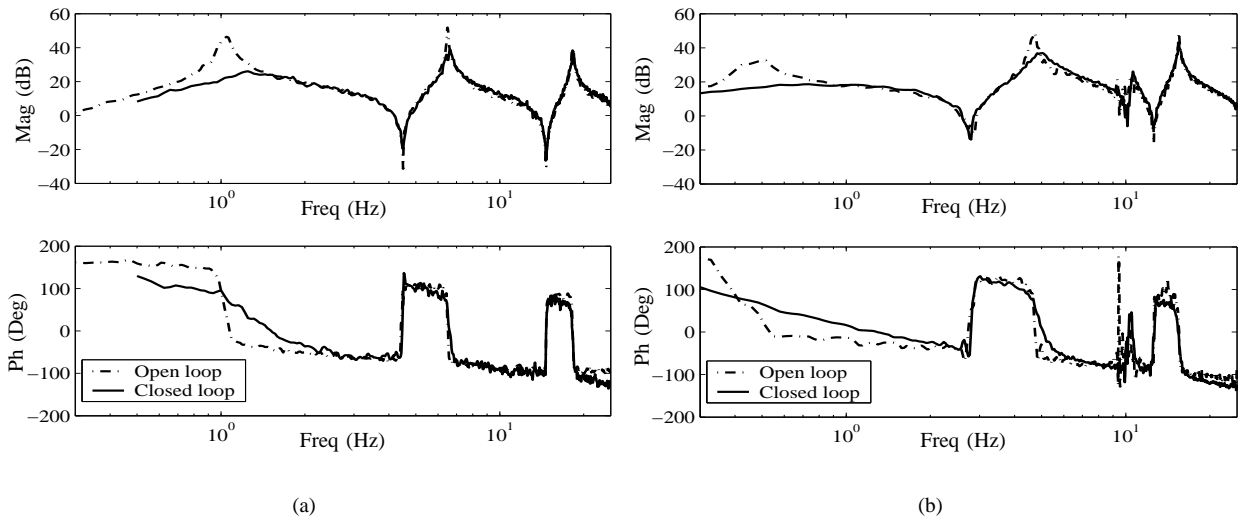 60
40
20
0
−20
−40
Mag (dB)
10^0
10^1
Freq (Hz)
200
100
0
−100
−200
Ph (Deg)
Open loop
Closed loop
10^0
10^1
Freq (Hz)
(a)
60
40
20
0
−20
−40
Mag (dB)
10^0
10^1
Freq (Hz)
200
100
0
−100
−200
Ph (Deg)
Open loop
Closed loop
10^0
10^1
Freq (Hz)
(b)